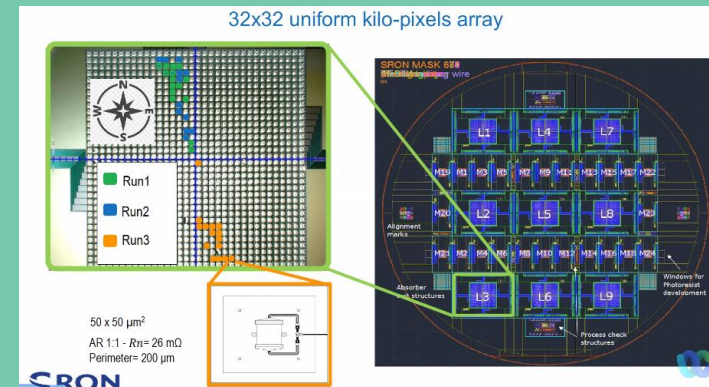 32x32 uniform kilo-pixels array
N
W
E
S
Run1
Run2
Run3
50 x 50 µm²
AR 1:1 - Rn= 26 mΩ
Perimeter= 200 µm
SRON
SRON MASK
wire
L1
L4
L7
M19 M1 M3 M5 M7 M9 M11 M13 M15 M17 M22
M20
L2
L5
L8
M23
Alignment
marks
M21 M2 M4 M6 M8 M10 M12 M14 M16 M18 M24
Absorber
test structures
L3
L6
L9
Windows for
Photoresist
development
Process check
structures